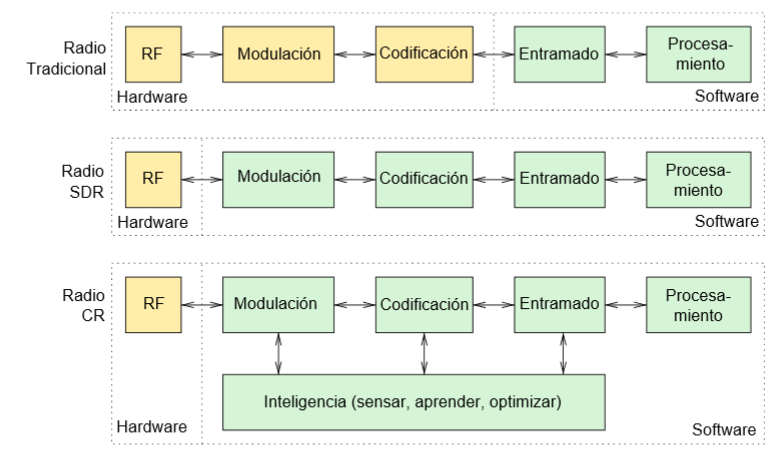 Radio
Tradicional
RF
Modulación
Codificación
Entramado
Procesa-
miento
Hardware
Software
Radio
SDR
RF
Modulación
Codificación
Entramado
Procesa-
miento
Hardware
Software
Radio
CR
RF
Modulación
Codificación
Entramado
Procesa-
miento
Inteligencia (sensar, aprender, optimizar)
Hardware
Software